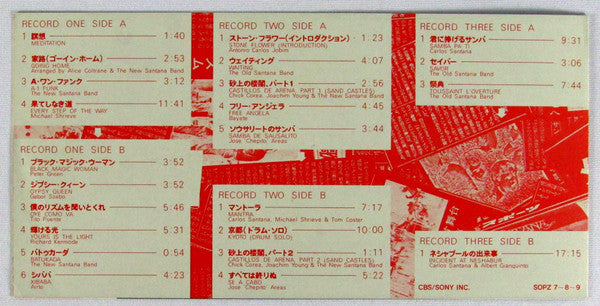 RECORD ONE SIDE A
1 瞑想 1:40
MEDITATION
2 家路(ゴーイン・ホーム) 2:53
GOING HOME
Arranged by Alice Coltrane & The New Santana Band
3 A・ワン・ファンク 3:12
A-1 FUNK
The New Santana Band
4 果てしなき道 11:41
EVERY STEP OF THE WAY
Michael Shrieve
RECORD ONE SIDE B
1 ブラック・マジック・ウーマン 3:52
BLACK MAGIC WOMAN
Peter Green
2 ジプシー・クイーン 3:52
GYPSY QUEEN
Gabor Szabo
3 僕のリズムを聞いとくれ 5:46
OYE COMO VA
Tito Puente
4 輝ける光 5:31
YOURS IS THE LIGHT
Richard Kermode
5 バトゥカーダ 0:54
BATUKADA
The New Santana Band
6 シバババ 4:23
XIBABA
Airto
RECORD TWO SIDE A
1 ストーン・フラワー(イントロダクション) 1:23
STONE FLOWER (INTRODUCTION)
Antonio Carlos Jobim
2 ウェイティング 4:07
WAITING
The Old Santana Band
3 砂上の楼閣、パート1 2:56
CASTILLOS DE ARENA, PART 1 (SAND CASTLES)
Chick Corea, Joachim Young & The New Santana Band
4 フリー・アンジェラ 4:45
FREE ANGELA
Bayete
5 ソウサリートのサンバ 3:44
SAMBA DE SAUSALITO
Jose Chepito Areas
RECORD TWO SIDE B
1 マントーラ 7:17
MANTRA
Carlos Santana, Michael Shrieve & Tom Coster
2 京都(ドラム・ソロ) 10:00
KYOTO (DRUM SOLO)
3 砂上の楼閣、パート2 1:11
CASTILLOS DE ARENA, PART 2 (SAND CASTLES)
Chick Corea, Joachim Young & The New Santana Band
4 すべては終りぬ 5:22
SE A CABO
Jose Chepito Areas
RECORD THREE SIDE A
1 君に捧げるサンバ 9:31
SAMBA PA TI
Carlos Santana
2 セイバー 3:06
SAVOR
The Old Santana Band
3 祭典 7:44
TOUSSAINT L'OVERTURE
The Old Santana Band
RECORD THREE SIDE B
1 ネシャブールの出来事 17:15
INCIDENT AT NESHABUR
Carlos Santana & Albert Gianquinto
CBS/SONY INC. SOPZ 7-8-9